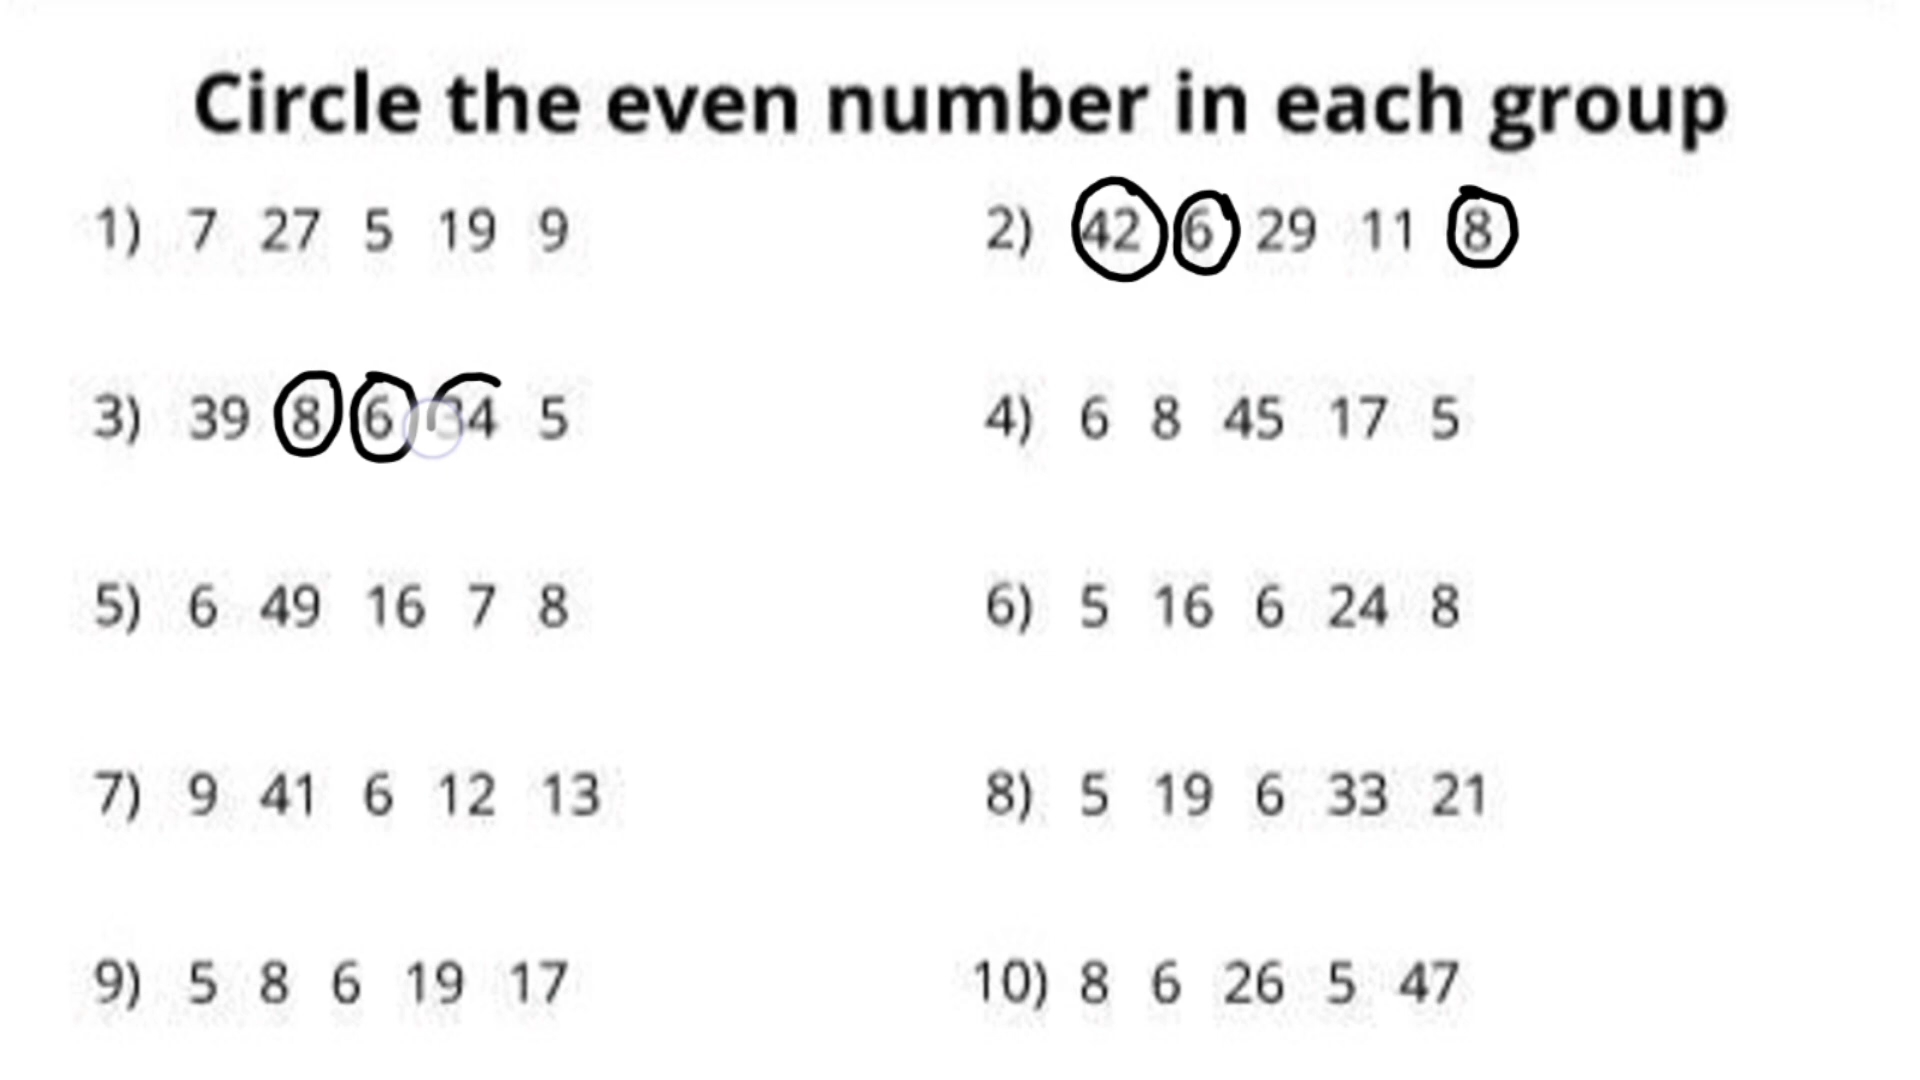 Circle the even number in each group
1) 7 27 5 19 9
2) 42 6 29 11 8
3) 39 8 6 34 5
4) 6 8 45 17 5
5) 6 49 16 7 8
6) 5 16 6 24 8
7) 9 41 6 12 13
8) 5 19 6 33 21
9) 5 8 6 19 17
10) 8 6 26 5 47